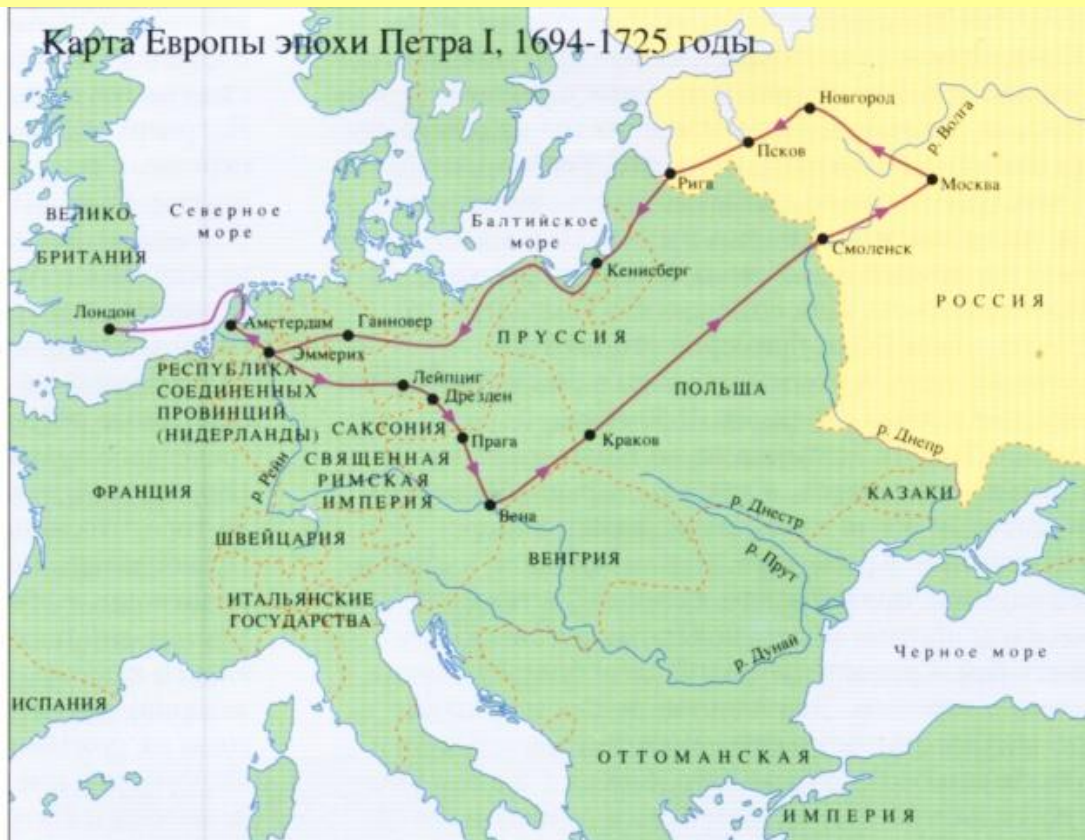 Карта Европы эпохи Петра I, 1694-1725 годы
Новгород
р. Волга
Псков
Рига
Москва
ВЕЛИКО-
БРИТАНИЯ
Северное
море
Балтийское
море
Смоленск
Кенисберг
РОССИЯ
Лондон
Амстердам
Ганновер
ПРУССИЯ
Эммерих
РЕСПУБЛИКА
СОЕДИНЕННЫХ
ПРОВИНЦИЙ
(НИДЕРЛАНДЫ)
Лейпциг
Дрезден
ПОЛЬША
САКСОНИЯ
Прага
Краков
р. Днепр
СВЯЩЕННАЯ
РИМСКАЯ
ИМПЕРИЯ
р. Рейн
ФРАНЦИЯ
КАЗАКИ
Вена
р. Днестр
ШВЕЙЦАРИЯ
ВЕНГРИЯ
р. Прут
ИТАЛЬЯНСКИЕ
ГОСУДАРСТВА
р. Дунай
Черное море
ИСПАНИЯ
ОТТОМАНСКАЯ
ИМПЕРИЯ